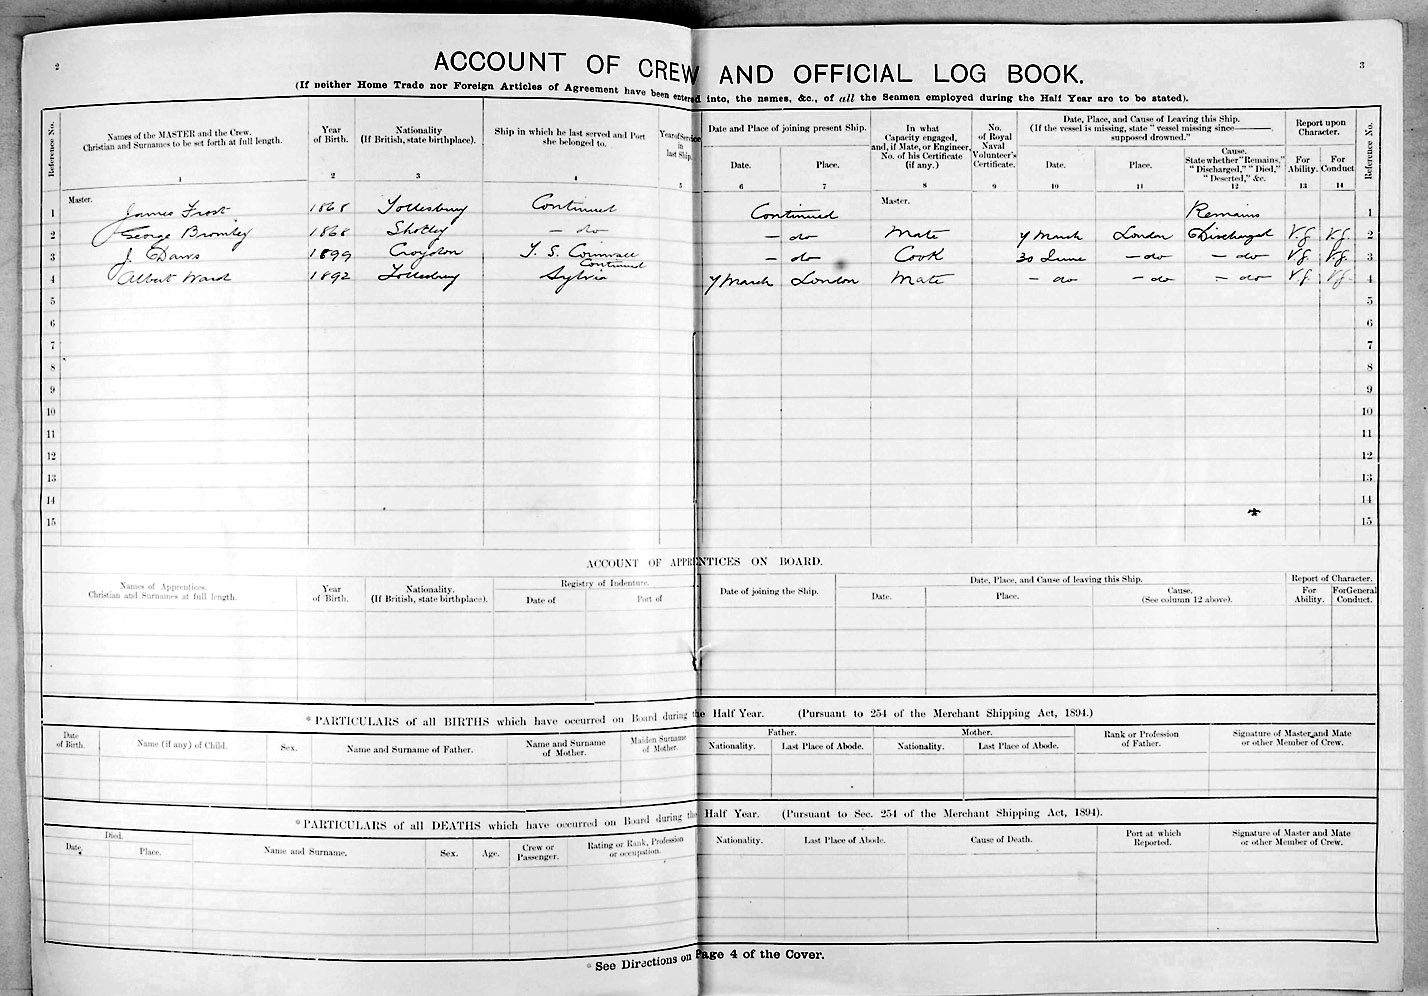 2
3
ACCOUNT OF CREW AND OFFICIAL LOG BOOK.
(If neither Home Trade nor Foreign Articles of Agreement have been entered into, the names, &c., of all the Seamen employed during the Half Year are to be stated).
Reference No.
Names of the MASTER and the Crew.
Christian and Surnames to be set forth at full length.
1
Year
of Birth.
2
Nationality
(If British, state birthplace).
3
Ship in which he last served and Port
she belonged to.
4
Year of Service
in
last Ship.
5
Date and Place of joining present Ship.
Date.
6
Place.
7
In what
Capacity engaged,
and, if Mate, or Engineer,
No. of his Certificate
(if any.)
8
No.
of Royal
Naval
Volunteer's
Certificate.
9
Date, Place, and Cause of Leaving this Ship.
(If the vessel is missing, state "vessel missing since———
supposed drowned."
Date.
10
Place.
11
Cause.
State whether "Remains,"
"Discharged," "Died,"
"Deserted," &c.
12
Report upon
Character.
For
Ability.
13
For
Conduct
14
Reference No.
1 Master. James Frost 1868 Tollesbury Continued Continued Master. Remains 1
2 George Bromley 1868 Shotley — do — do Mate 7 March London Discharged V.g. V.g. 2
3 J. Daws 1899 Croydon T. S. Cornwall — do Cook 30 June — do — do V.g. V.g. 3
4 Albert Ward 1892 Tollesbury Continued Sylvia 7 March London Mate — do — do — do V.g. V.g. 4
5 5
6 6
7 7
8 8
9 9
10 10
11 11
12 12
13 13
14 14
15 15
ACCOUNT OF APPRENTICES ON BOARD.
Names of Apprentices.
Christian and Surnames at full length.
Year
of Birth.
Nationality.
(If British, state birthplace).
Registry of Indenture.
Date of
Port of
Date of joining the Ship.
Date, Place, and Cause of leaving this Ship.
Date.
Place.
Cause.
(See column 12 above).
Report of Character.
For
Ability.
For General
Conduct.
*PARTICULARS of all BIRTHS which have occurred on Board during the Half Year. (Pursuant to 254 of the Merchant Shipping Act, 1894.)
Date
of Birth.
Name (if any) of Child.
Sex.
Name and Surname of Father.
Name and Surname
of Mother.
Maiden Surname
of Mother.
Father.
Nationality.
Last Place of Abode.
Mother.
Nationality.
Last Place of Abode.
Rank or Profession
of Father.
Signature of Master and Mate
or other Member of Crew.
*PARTICULARS of all DEATHS which have occurred on Board during the Half Year. (Pursuant to Sec. 254 of the Merchant Shipping Act, 1894).
Died.
Date.
Place.
Name and Surname.
Sex.
Age.
Crew or
Passenger.
Rating or Rank, Profession
or occupation.
Nationality.
Last Place of Abode.
Cause of Death.
Port at which
Reported.
Signature of Master and Mate
or other Member of Crew.
* See Directions on Page 4 of the Cover.